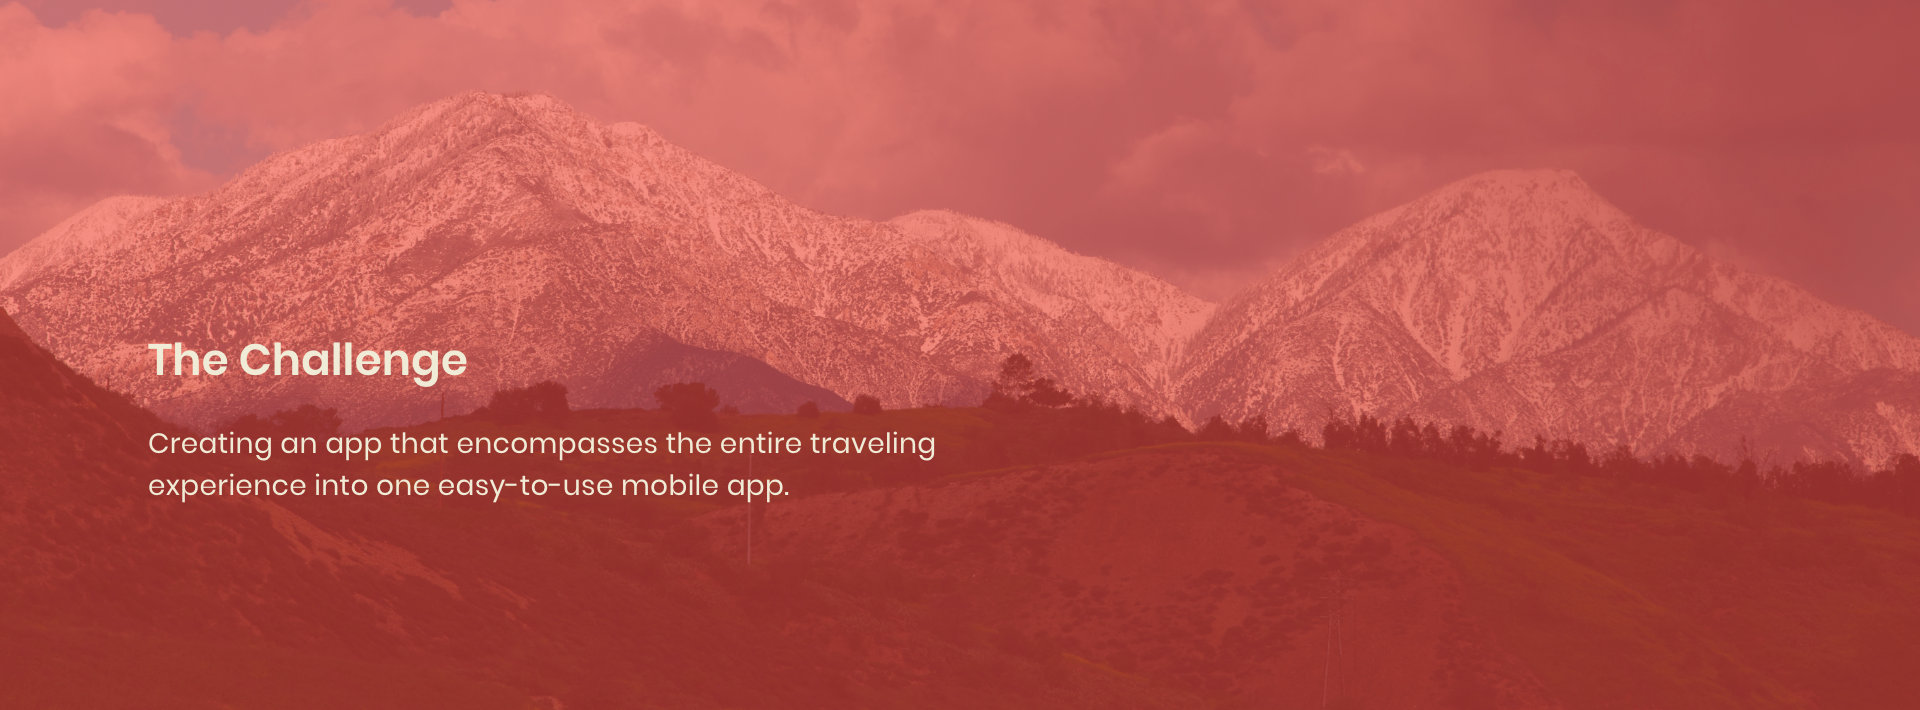 The Challenge
Creating an app that encompasses the entire traveling
experience into one easy-to-use mobile app.